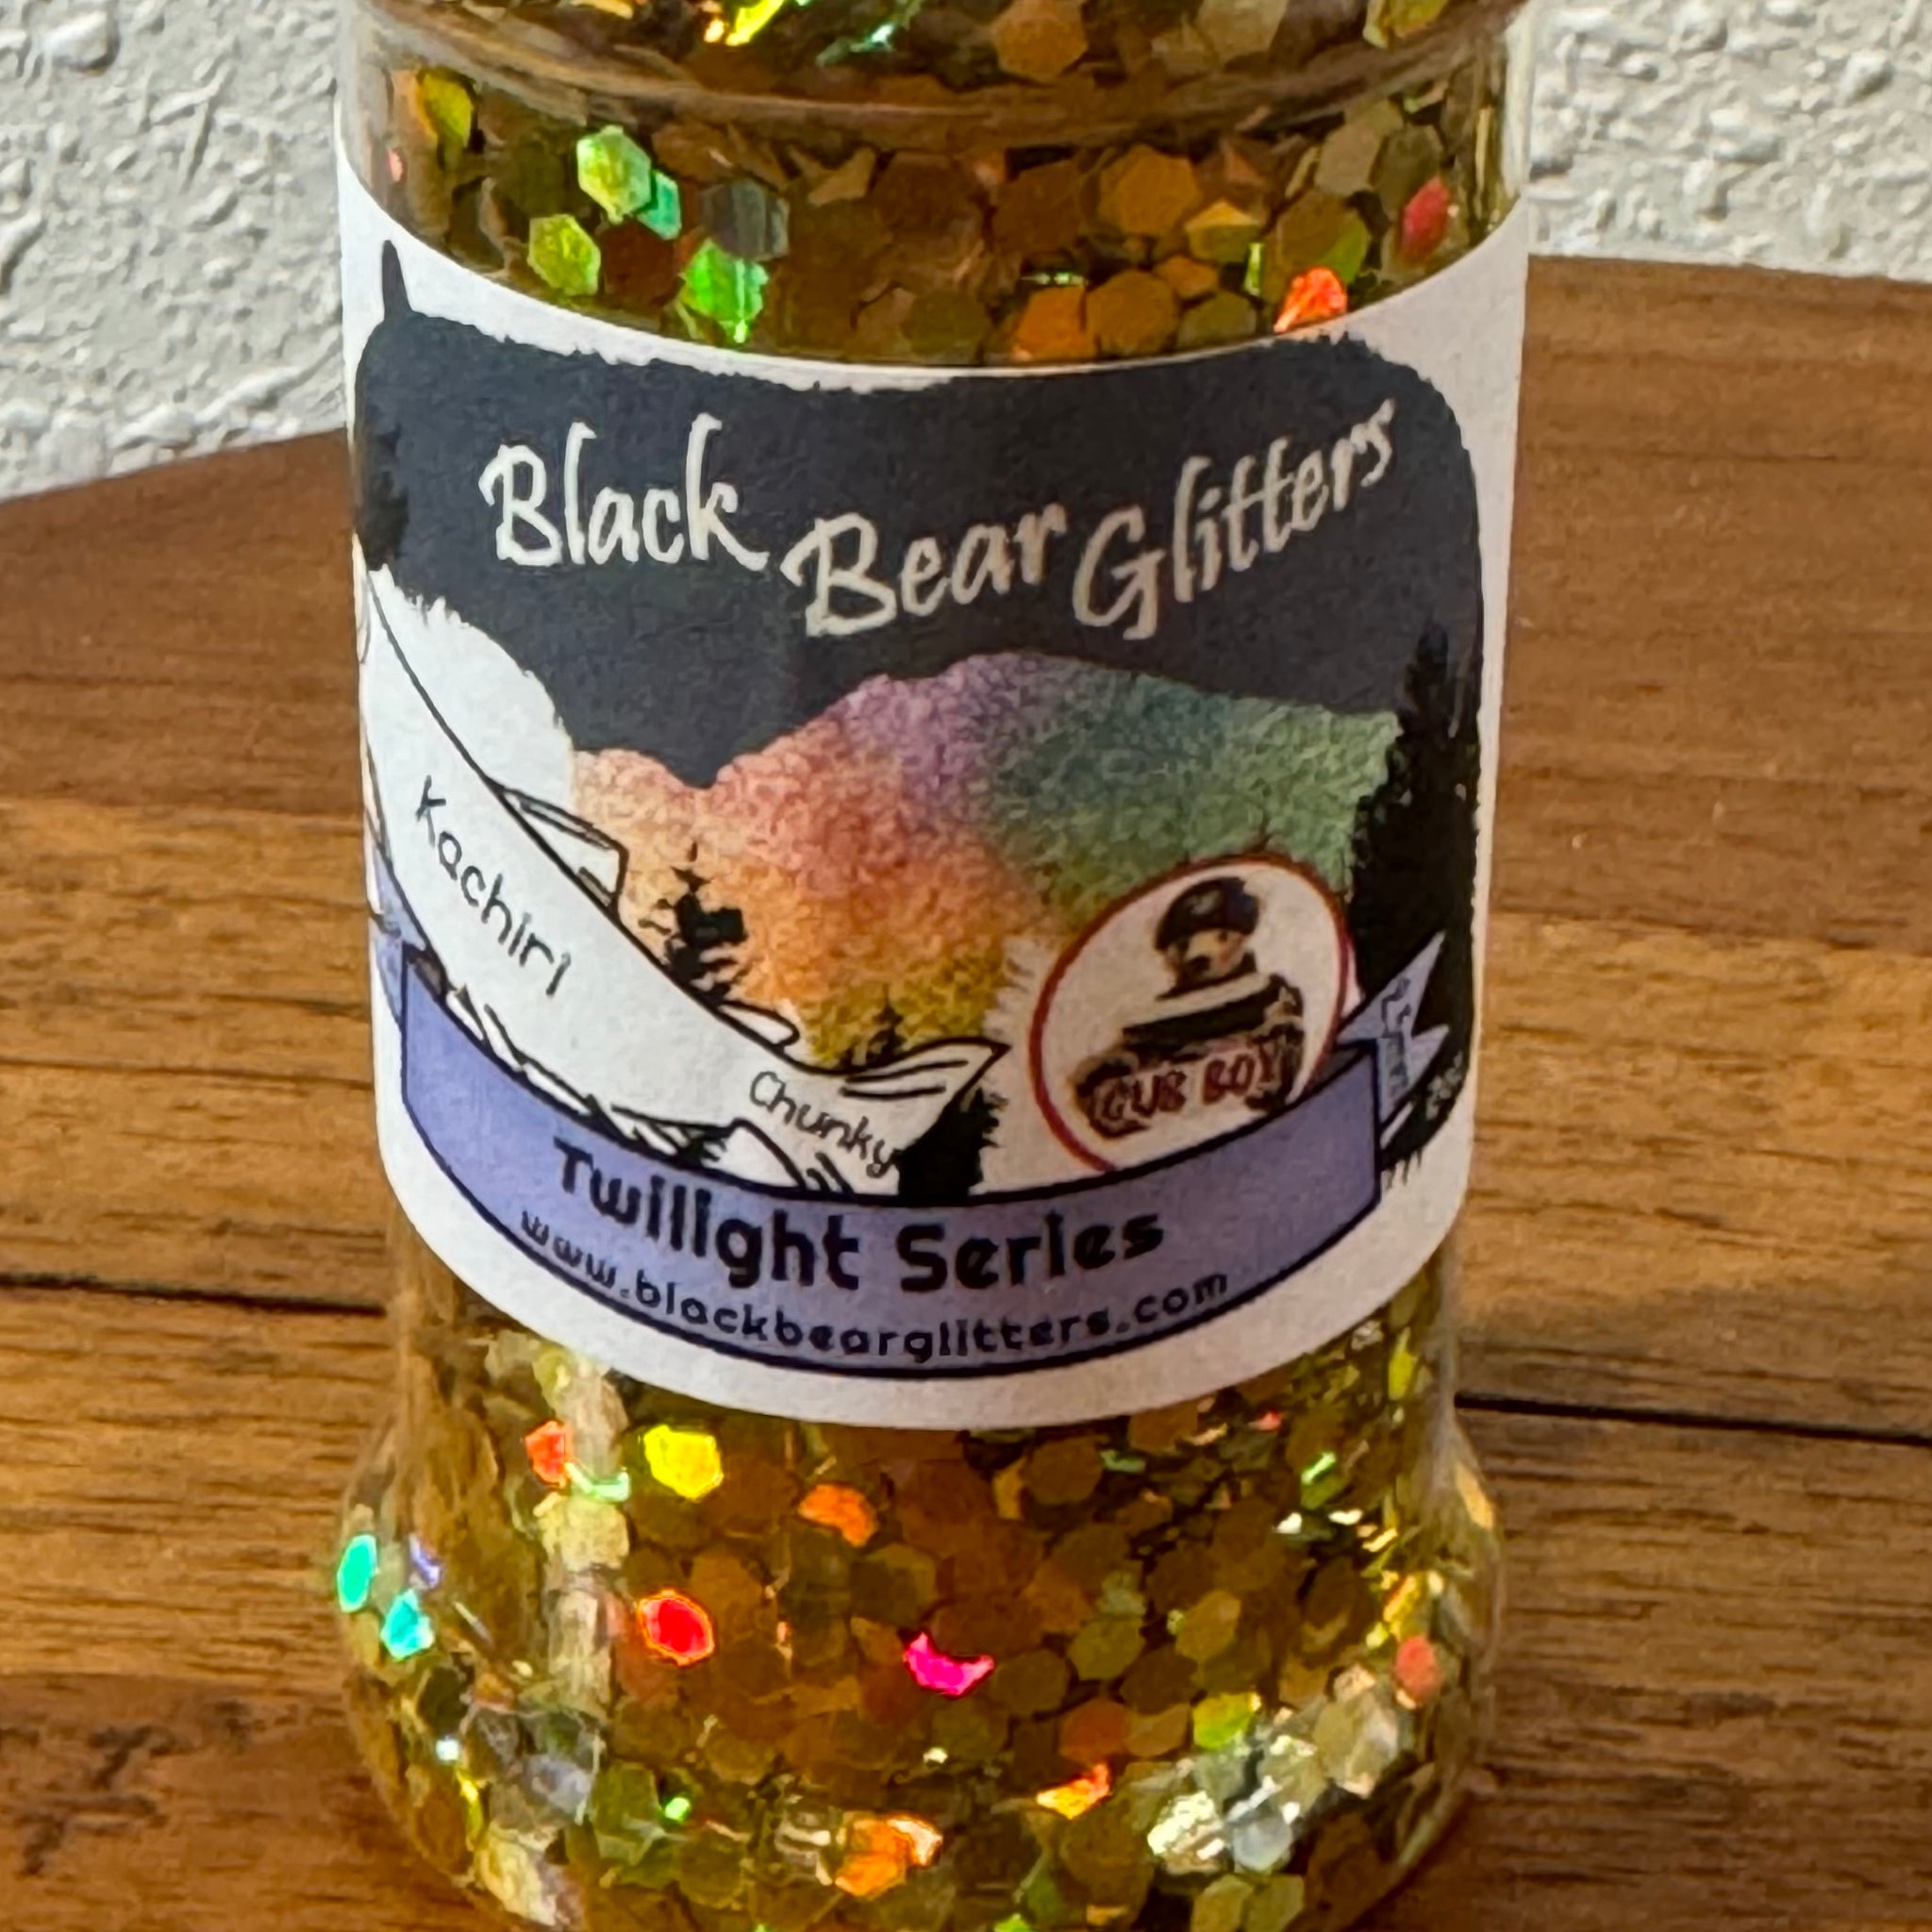 Black Bear Glitters
Kachiri
Chunky
CUB BOY
Twilight Series
www.blackbearglitters.com